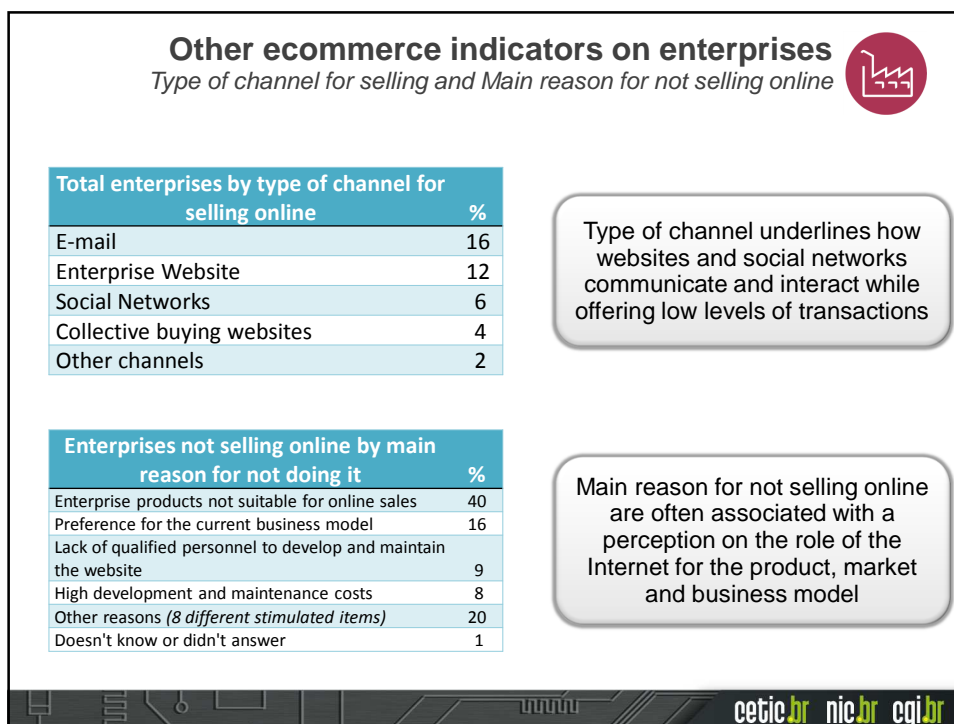 Other ecommerce indicators on enterprises
Type of channel for selling and Main reason for not selling online
Total enterprises by type of channel for
selling online %
E-mail 16
Enterprise Website 12
Social Networks 6
Collective buying websites 4
Other channels 2
Type of channel underlines how
websites and social networks
communicate and interact while
offering low levels of transactions
Enterprises not selling online by main
reason for not doing it %
Enterprise products not suitable for online sales 40
Preference for the current business model 16
Lack of qualified personnel to develop and maintain
the website 9
High development and maintenance costs 8
Other reasons (8 different stimulated items) 20
Doesn't know or didn't answer 1
Main reason for not selling online
are often associated with a
perception on the role of the
Internet for the product, market
and business model
cetic.br nic.br cgi.br